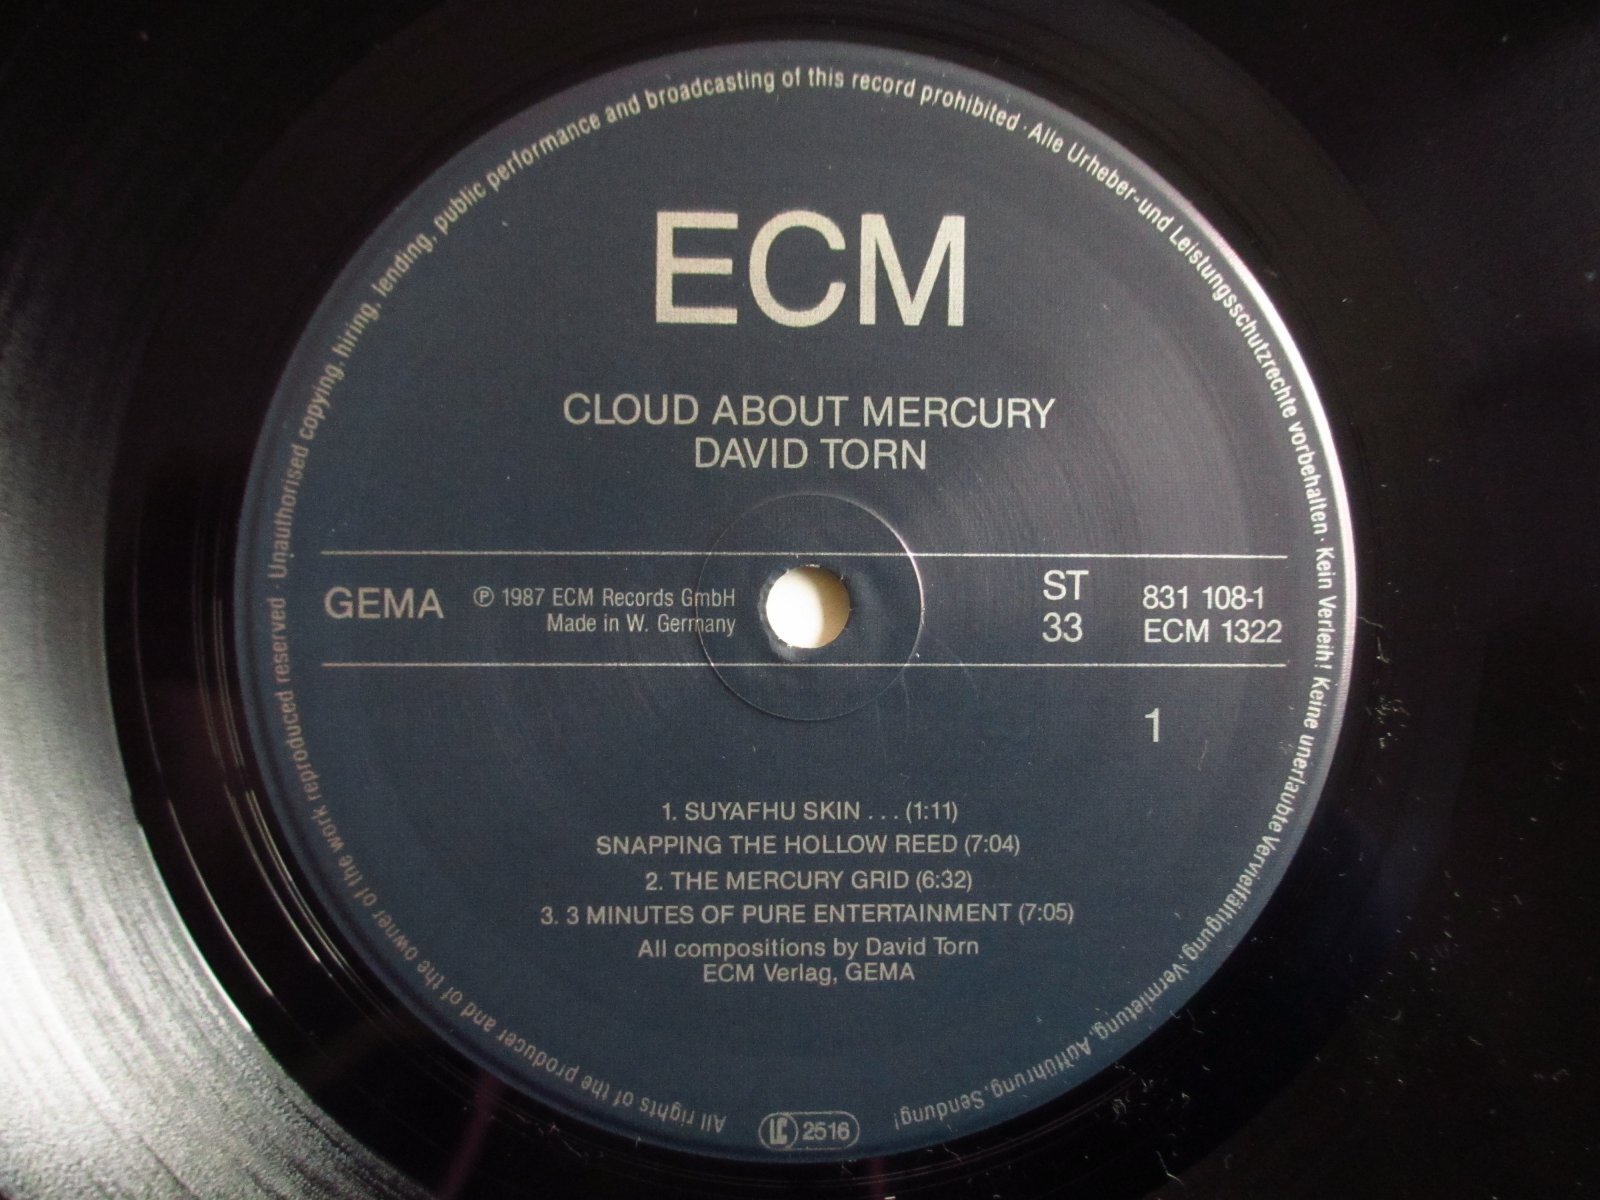 ECM
CLOUD ABOUT MERCURY
DAVID TORN
GEMA
℗ 1987 ECM Records GmbH
Made in W. Germany
ST
33
831 108-1
ECM 1322
1
1. SUYAFHU SKIN . . . (1:11)
SNAPPING THE HOLLOW REED (7:04)
2. THE MERCURY GRID (6:32)
3. 3 MINUTES OF PURE ENTERTAINMENT (7:05)
All compositions by David Torn
ECM Verlag, GEMA
All rights of the producer and of the owner of the work reproduced reserved · Unauthorised copying, hiring, lending, public performance and broadcasting of this record prohibited · Alle Urheber-und Leistungsschutzrechte vorbehalten · Kein Verleih! Keine unerlaubte Vervielfältigung, Vermietung, Aufführung, Sendung!
LC 2516